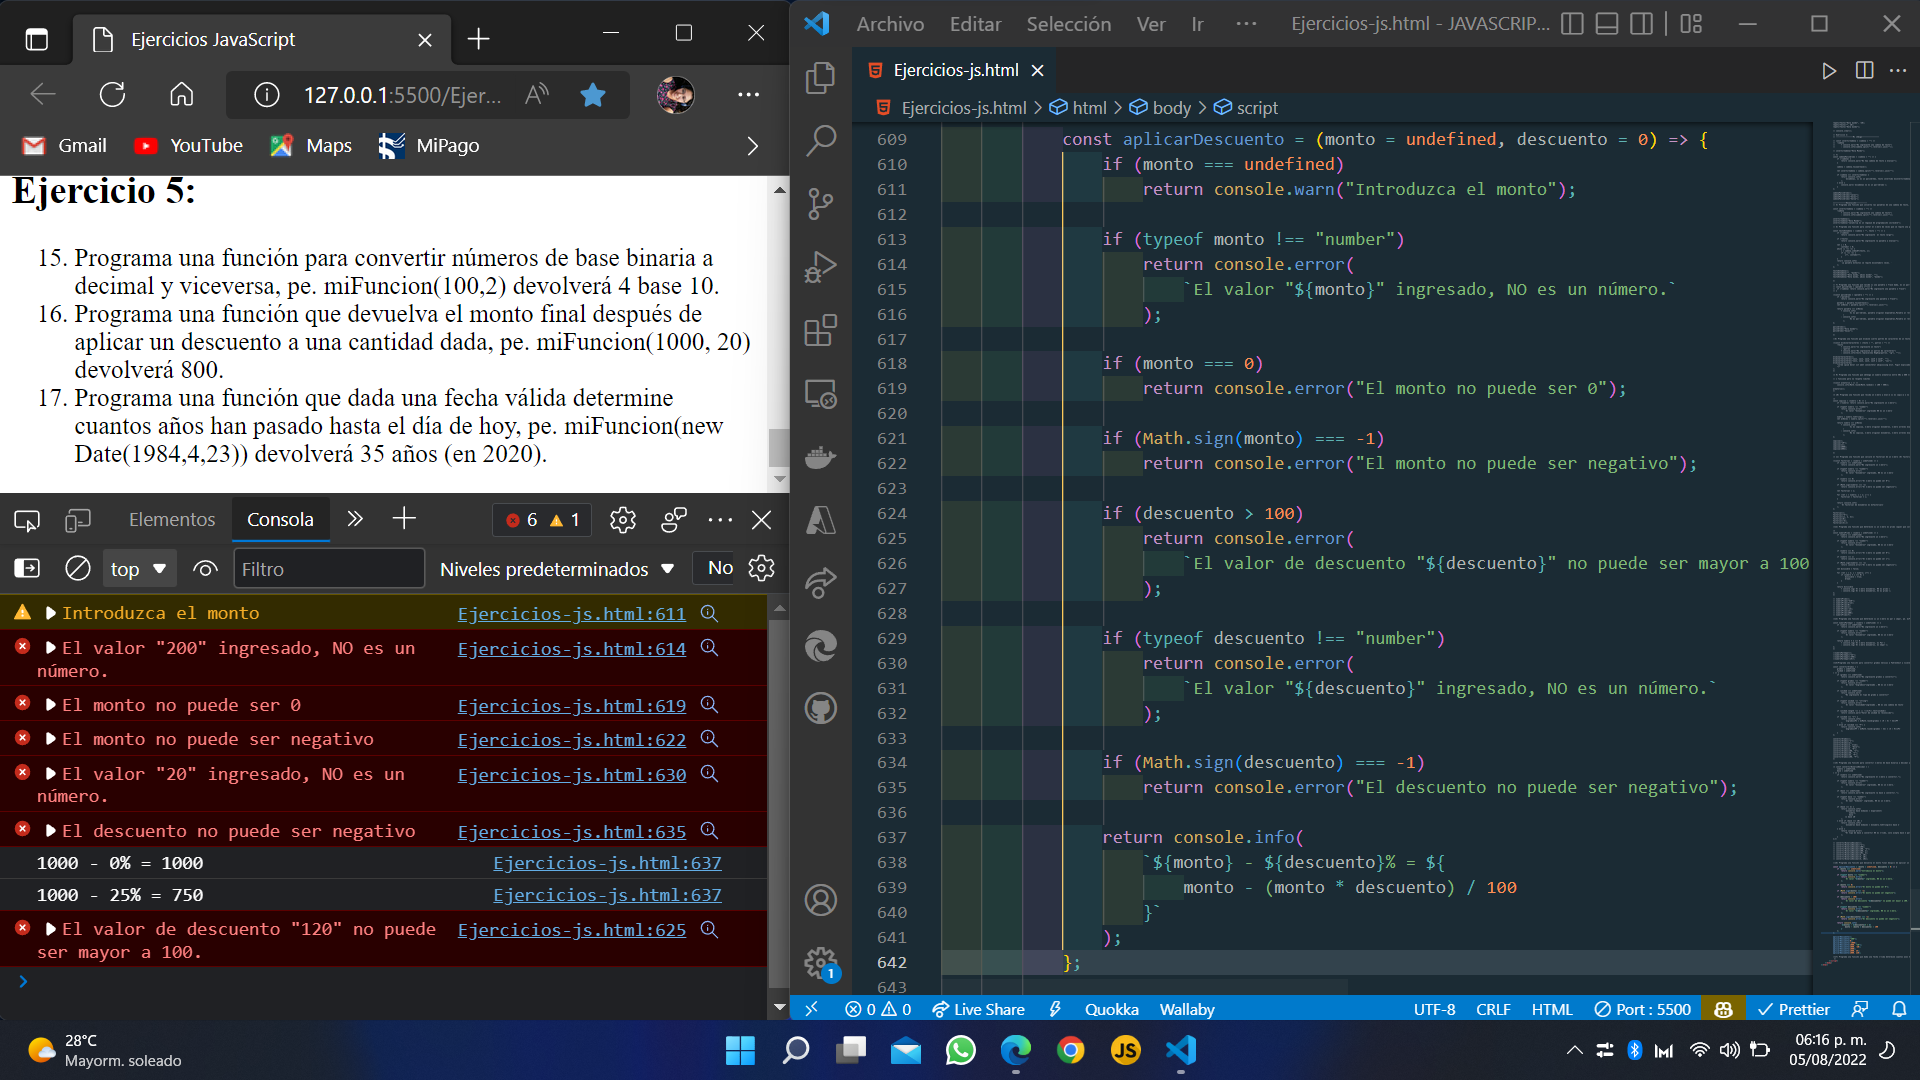 Ejercicios JavaScript
127.0.0.1:5500/Ejer...
Gmail
YouTube
Maps
MiPago
Ejercicio 5:
15. Programa una función para convertir números de base binaria a
decimal y viceversa, pe. miFuncion(100,2) devolverá 4 base 10.
16. Programa una función que devuelva el monto final después de
aplicar un descuento a una cantidad dada, pe. miFuncion(1000, 20)
devolverá 800.
17. Programa una función que dada una fecha válida determine
cuantos años han pasado hasta el día de hoy, pe. miFuncion(new
Date(1984,4,23)) devolverá 35 años (en 2020).
Elementos
Consola
6
1
top
Filtro
Niveles predeterminados
No
Introduzca el monto Ejercicios-js.html:611
El valor "200" ingresado, NO es un Ejercicios-js.html:614
número.
El monto no puede ser 0 Ejercicios-js.html:619
El monto no puede ser negativo Ejercicios-js.html:622
El valor "20" ingresado, NO es un Ejercicios-js.html:630
número.
El descuento no puede ser negativo Ejercicios-js.html:635
1000 - 0% = 1000 Ejercicios-js.html:637
1000 - 25% = 750 Ejercicios-js.html:637
El valor de descuento "120" no puede Ejercicios-js.html:625
ser mayor a 100.
Archivo Editar Selección Ver Ir ··· Ejercicios-js.html - JAVASCRIP...
Ejercicios-js.html
Ejercicios-js.html > html > body > script
609 const aplicarDescuento = (monto = undefined, descuento = 0) => {
610 if (monto === undefined)
611 return console.warn("Introduzca el monto");
612
613 if (typeof monto !== "number")
614 return console.error(
615 `El valor "${monto}" ingresado, NO es un número.`
616 );
617
618 if (monto === 0)
619 return console.error("El monto no puede ser 0");
620
621 if (Math.sign(monto) === -1)
622 return console.error("El monto no puede ser negativo");
623
624 if (descuento > 100)
625 return console.error(
626 `El valor de descuento "${descuento}" no puede ser mayor a 100
627 );
628
629 if (typeof descuento !== "number")
630 return console.error(
631 `El valor "${descuento}" ingresado, NO es un número.`
632 );
633
634 if (Math.sign(descuento) === -1)
635 return console.error("El descuento no puede ser negativo");
636
637 return console.info(
638 `${monto} - ${descuento}% = ${
639 monto - (monto * descuento) / 100
640 }`
641 );
642 };
643
1
0 0 Live Share Quokka Wallaby UTF-8 CRLF HTML Port : 5500 Prettier
28°C
Mayorm. soleado
JS
06:16 p. m.
05/08/2022